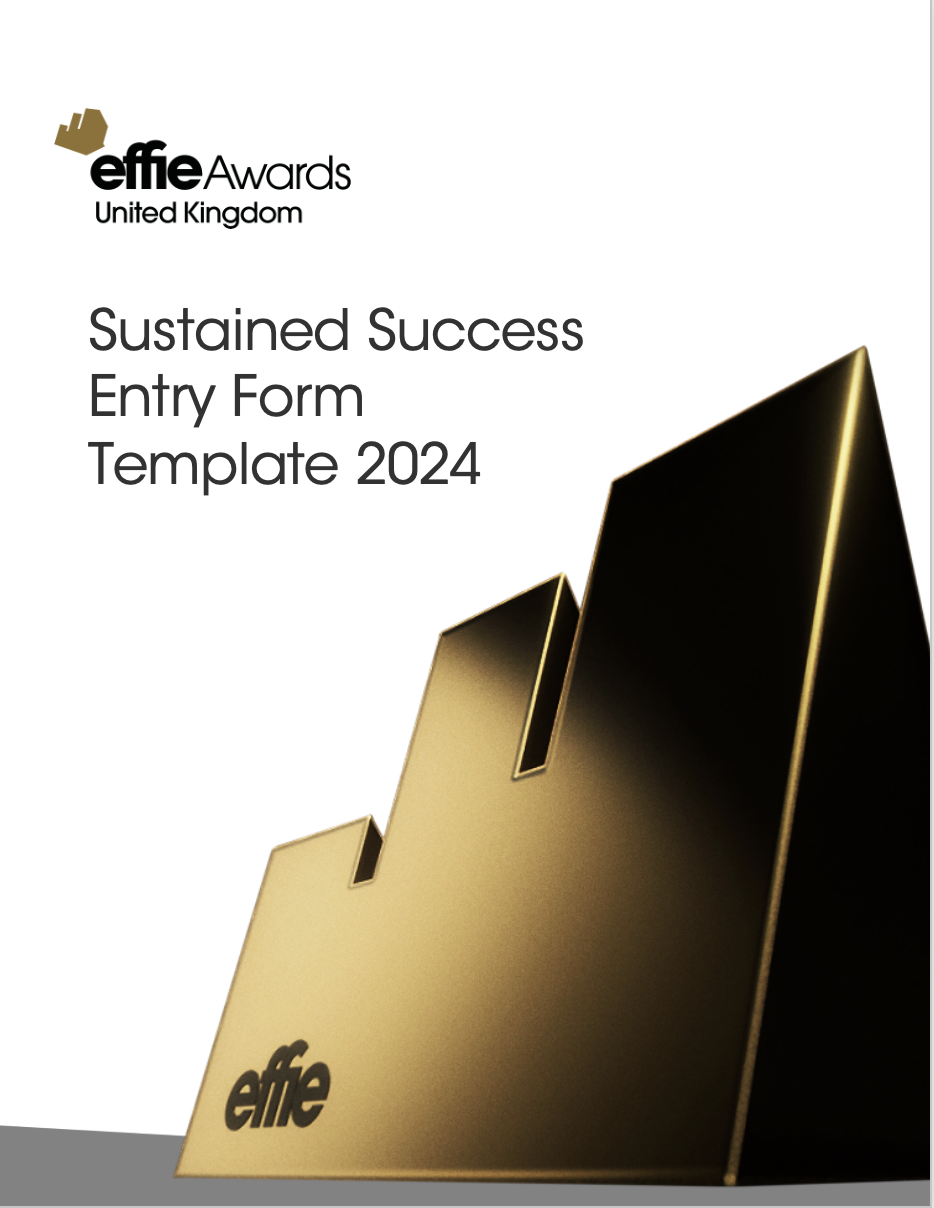 effie Awards
United Kingdom
Sustained Success
Entry Form
Template 2024
effie